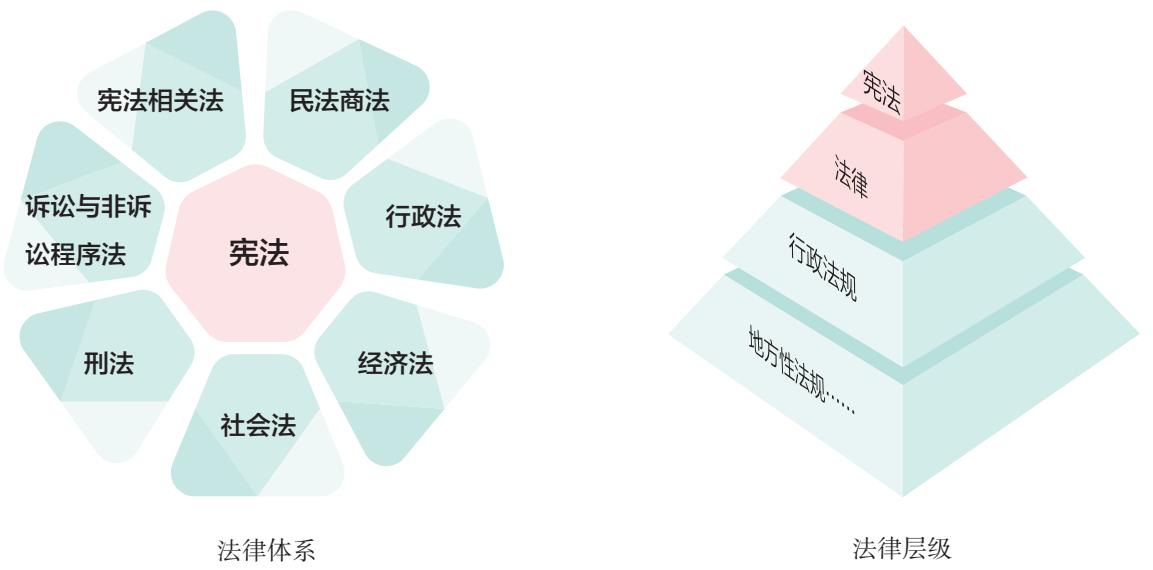 宪法相关法
民法商法
诉讼与非诉
讼程序法
行政法
宪法
刑法
经济法
社会法
法律体系
宪法
法律
行政法规
地方性法规……
法律层级